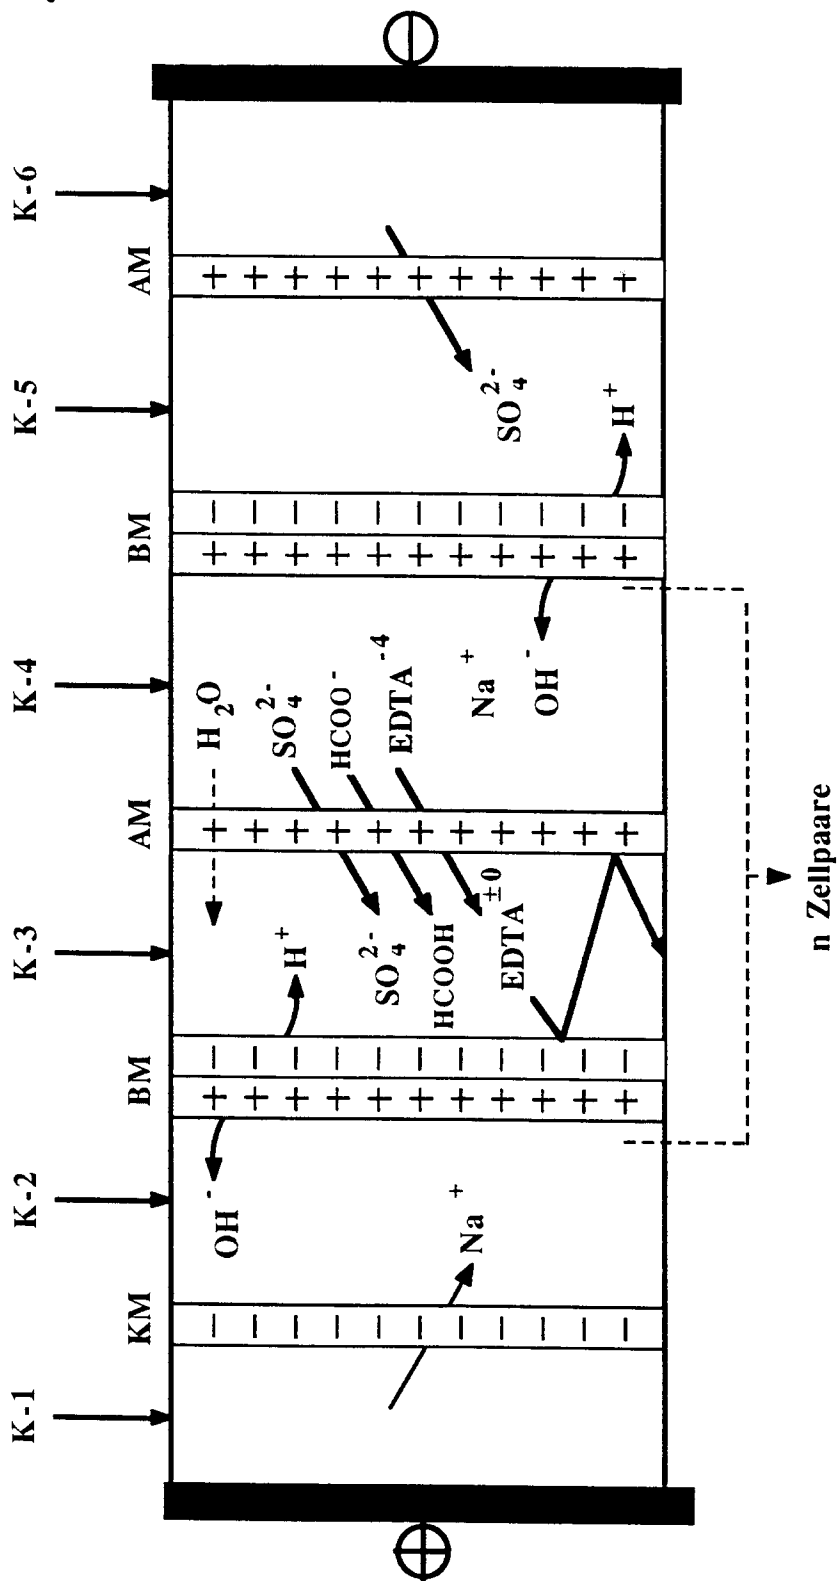 K-1 K-2 K-3 K-4 K-5 K-6
KM BM AM BM AM
+ + + + + + + + + + +
− − − − − − − − − − −
+ + + + + + + + + + +
− − − − − − − − − − −
+ + + + + + + + + + +
+ + + + + + + + + + +
− − − − − − − − − − −
+ + + + + + + + + + +
OH⁻
Na⁺
H⁺
SO₄²⁻
HCOOH
EDTA±0
H₂O
SO₄²⁻
HCOO⁻
EDTA⁻⁴
Na⁺
OH⁻
H⁺
SO₄²⁻
n Zellpaare
⊕
⊖